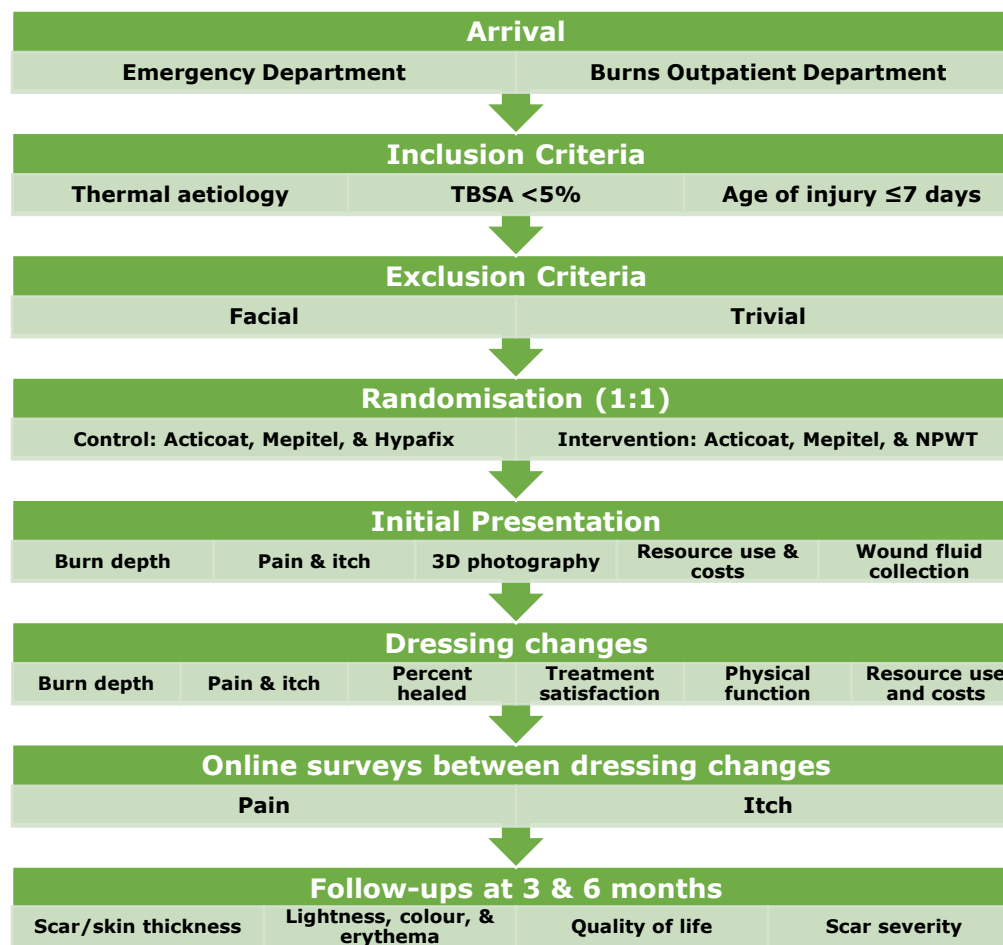 Arrival
Emergency Department
Burns Outpatient Department
Inclusion Criteria
Thermal aetiology
TBSA <5%
Age of injury ≤7 days
Exclusion Criteria
Facial
Trivial
Randomisation (1:1)
Control: Acticoat, Mepitel, & Hypafix
Intervention: Acticoat, Mepitel, & NPWT
Initial Presentation
Burn depth
Pain & itch
3D photography
Resource use &
costs
Wound fluid
collection
Dressing changes
Burn depth
Pain & itch
Percent
healed
Treatment
satisfaction
Physical
function
Resource use
and costs
Online surveys between dressing changes
Pain
Itch
Follow-ups at 3 & 6 months
Scar/skin thickness
Lightness, colour, &
erythema
Quality of life
Scar severity